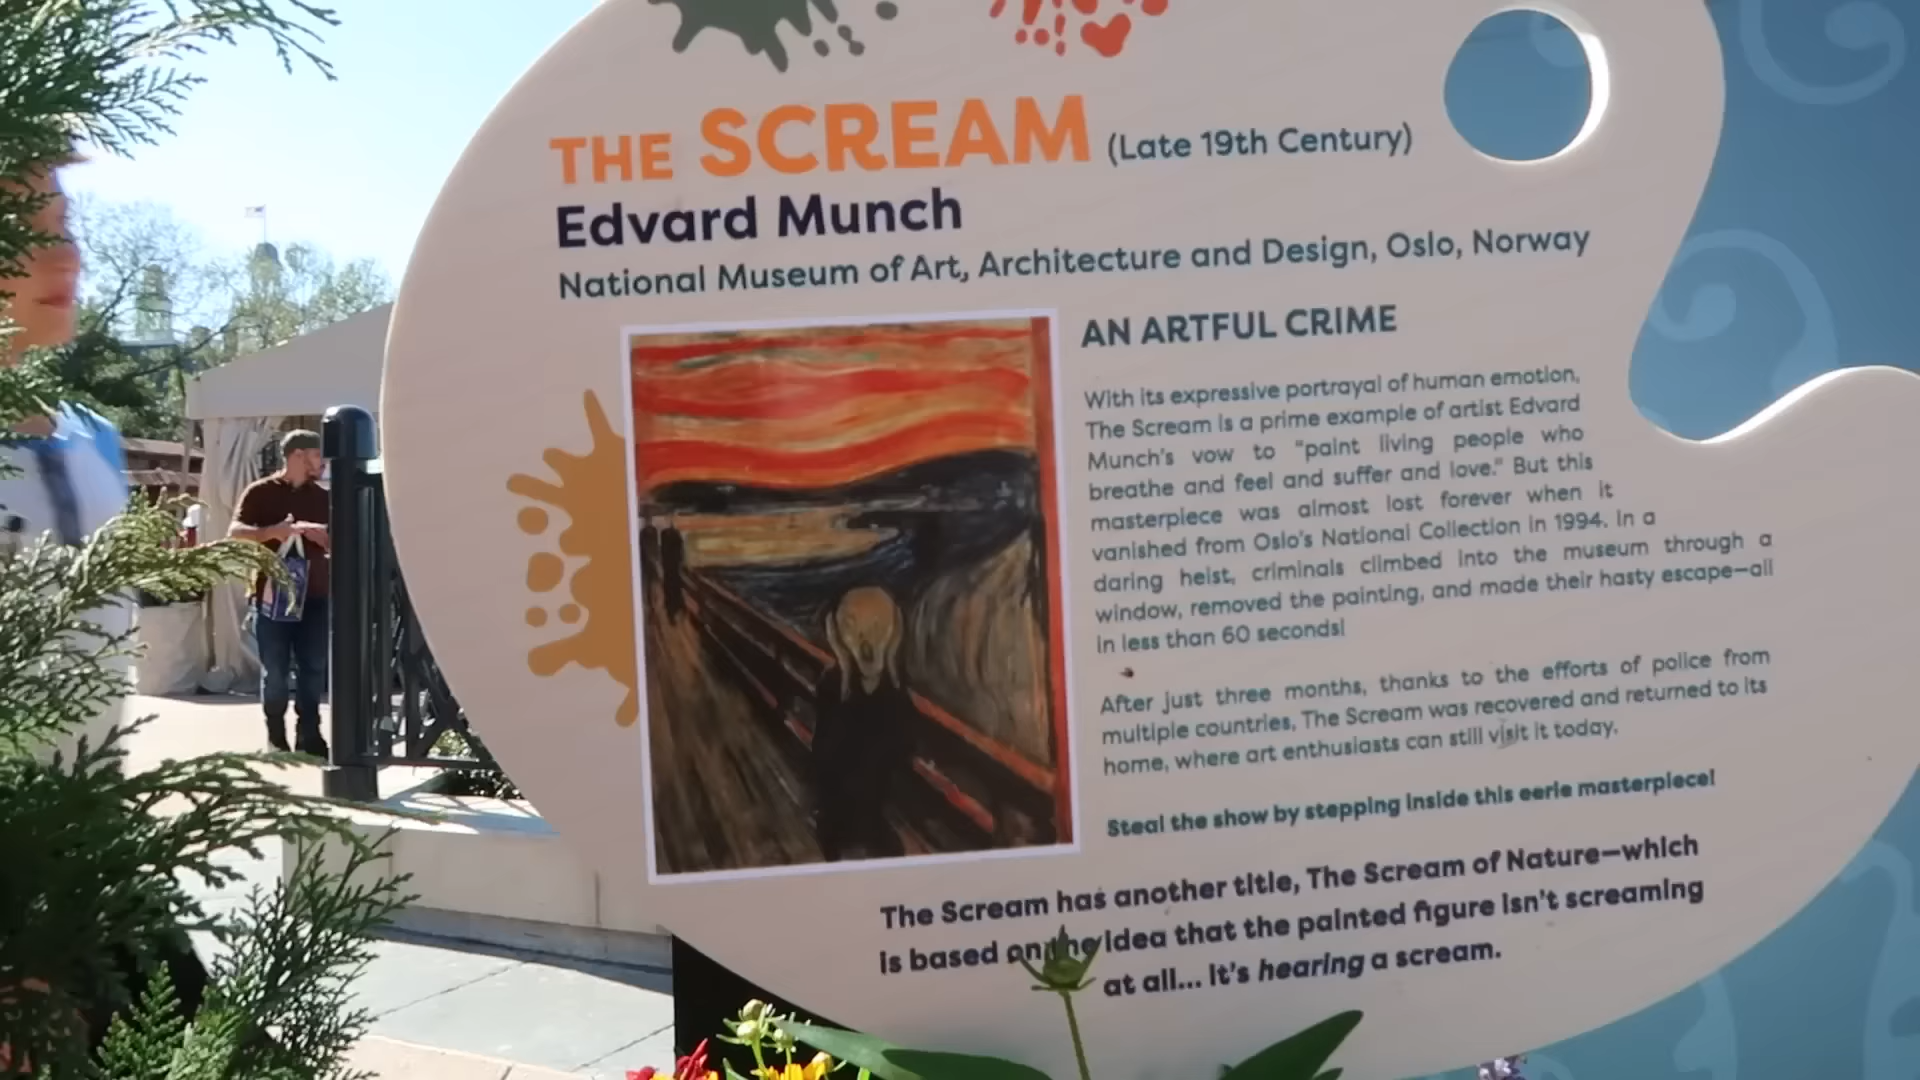 THE SCREAM (Late 19th Century)
Edvard Munch
National Museum of Art, Architecture and Design, Oslo, Norway
AN ARTFUL CRIME
With its expressive portrayal of human emotion,
The Scream is a prime example of artist Edvard
Munch's vow to "paint living people who
breathe and feel and suffer and love." But this
masterpiece was almost lost forever when it
vanished from Oslo's National Collection in 1994. In a
daring heist, criminals climbed into the museum through a
window, removed the painting, and made their hasty escape—all
in less than 60 seconds!
After just three months, thanks to the efforts of police from
multiple countries, The Scream was recovered and returned to its
home, where art enthusiasts can still visit it today.
Steal the show by stepping inside this eerie masterpiece!
The Scream has another title, The Scream of Nature—which
is based on the idea that the painted figure isn't screaming
at all... it's hearing a scream.